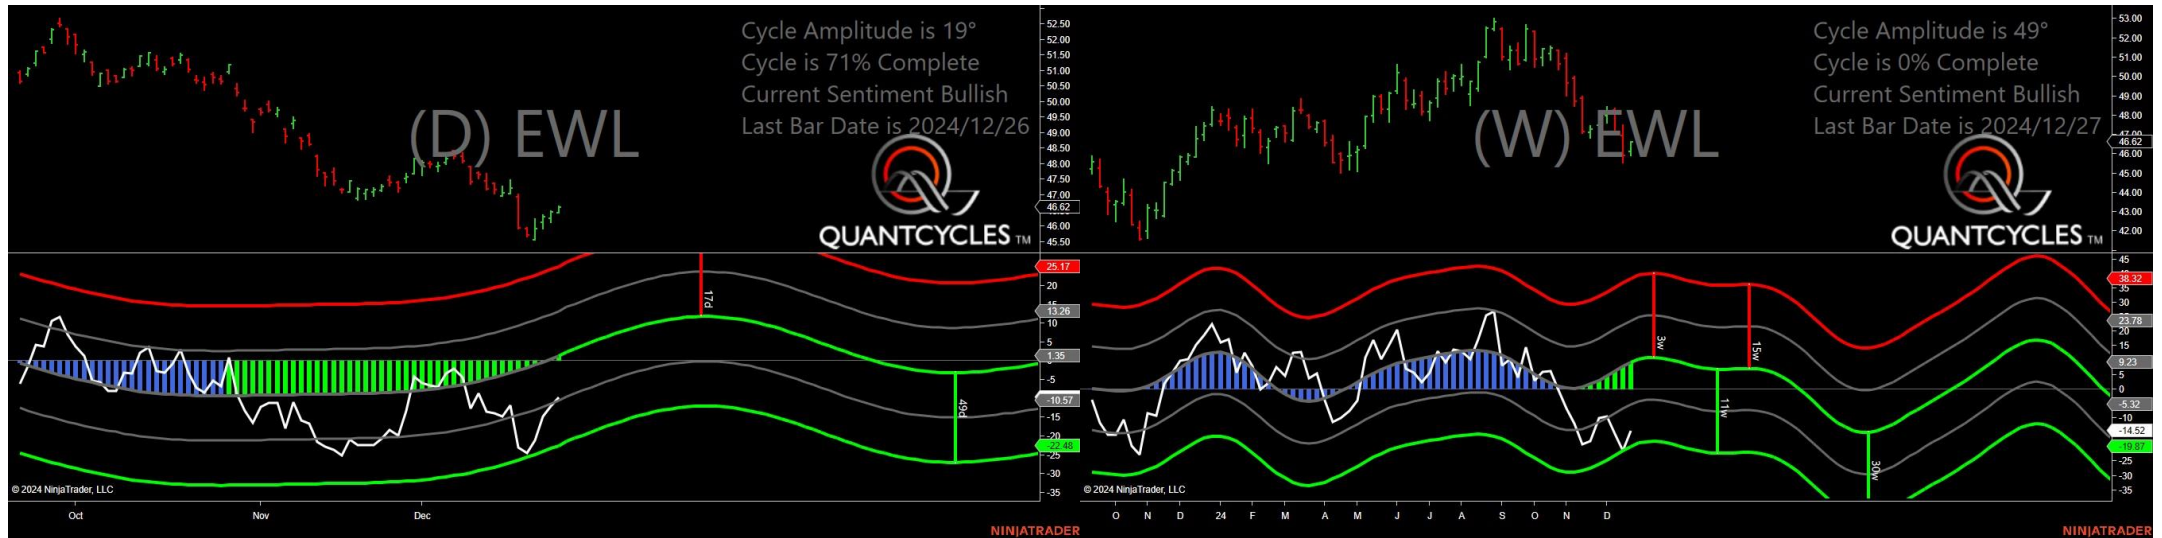 Cycle Amplitude is 19°
Cycle is 71% Complete
Current Sentiment Bullish
Last Bar Date is 2024/12/26
(D) EWL
QUANTCYCLES TM
52.50
52.00
51.50
51.00
50.50
50.00
49.50
49.00
48.50
48.00
47.50
47.00
46.62
46.00
45.50
25.17
20
15
13.26
10
5
1.35
-5
-10.57
-15
-20
-22.48
-25
-30
-35
17d
49d
© 2024 NinjaTrader, LLC
Oct
Nov
Dec
NINJATRADER
Cycle Amplitude is 49°
Cycle is 0% Complete
Current Sentiment Bullish
Last Bar Date is 2024/12/27
(W) EWL
QUANTCYCLES TM
53.00
52.00
51.00
50.00
49.00
48.00
47.00
46.62
46.00
45.00
44.00
43.00
42.00
45
38.32
35
30
23.78
20
15
9.23
5
0
-5.32
-10
-14.52
-19.87
-25
-30
-35
3w
15w
11w
30w
© 2024 NinjaTrader, LLC
O N D 24 F M A M J J A S O N D
NINJATRADER